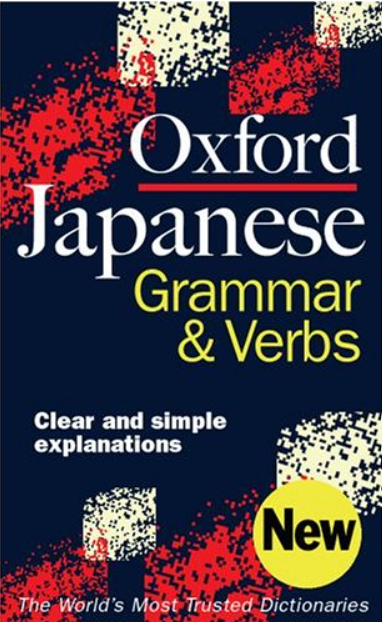 Oxford
Japanese
Grammar
& Verbs
Clear and simple
explanations
New
The World's Most Trusted Dictionaries